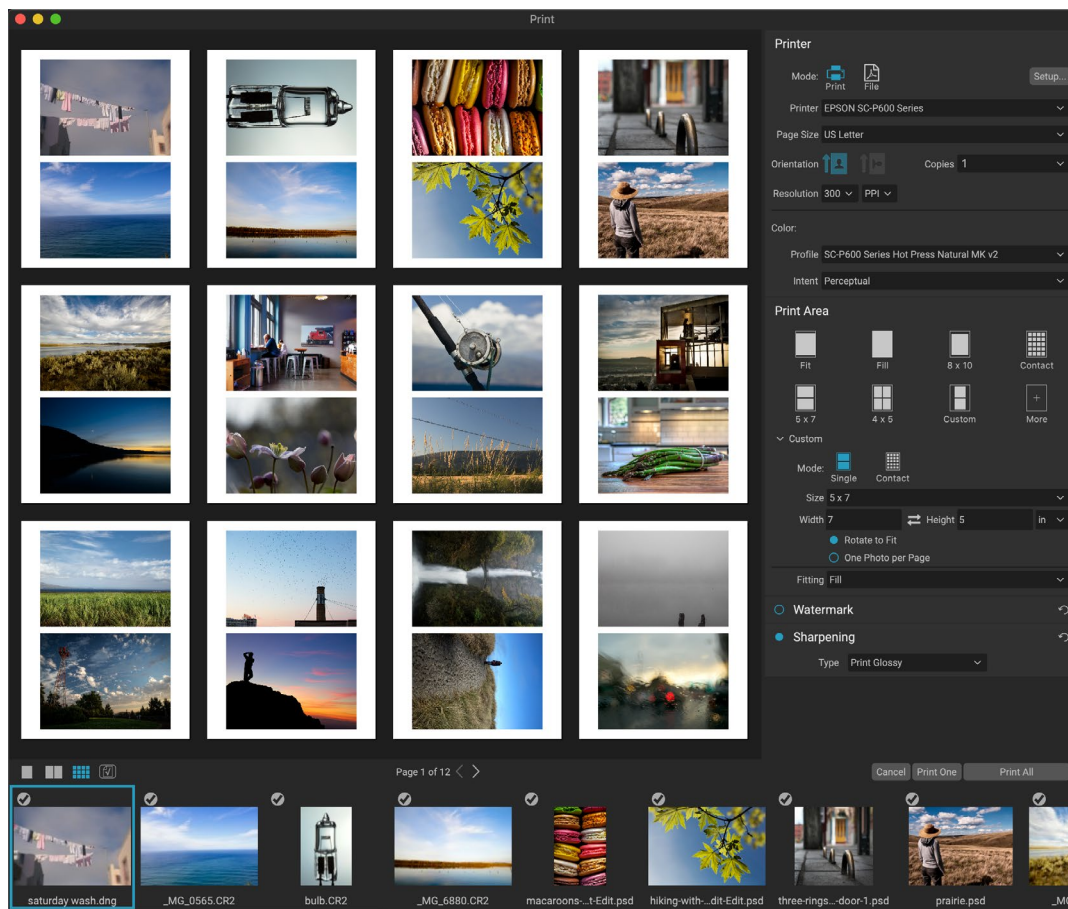 Print
Printer
Mode:
Print
File
Setup...
Printer EPSON SC-P600 Series
Page Size US Letter
Orientation
Copies 1
Resolution 300 PPI
Color:
Profile SC-P600 Series Hot Press Natural MK v2
Intent Perceptual
Print Area
Fit Fill 8 x 10 Contact
5 x 7 4 x 5 Custom More
Custom
Mode:
Single Contact
Size 5 x 7
Width 7 Height 5 in
Rotate to Fit
One Photo per Page
Fitting Fill
Watermark
Sharpening
Type Print Glossy
Page 1 of 12
Cancel Print One Print All
saturday wash.dng _MG_0565.CR2 bulb.CR2 _MG_6880.CR2 macaroons-...t-Edit.psd hiking-with-...dit-Edit.psd three-rings...-door-1.psd prairie.psd _MG